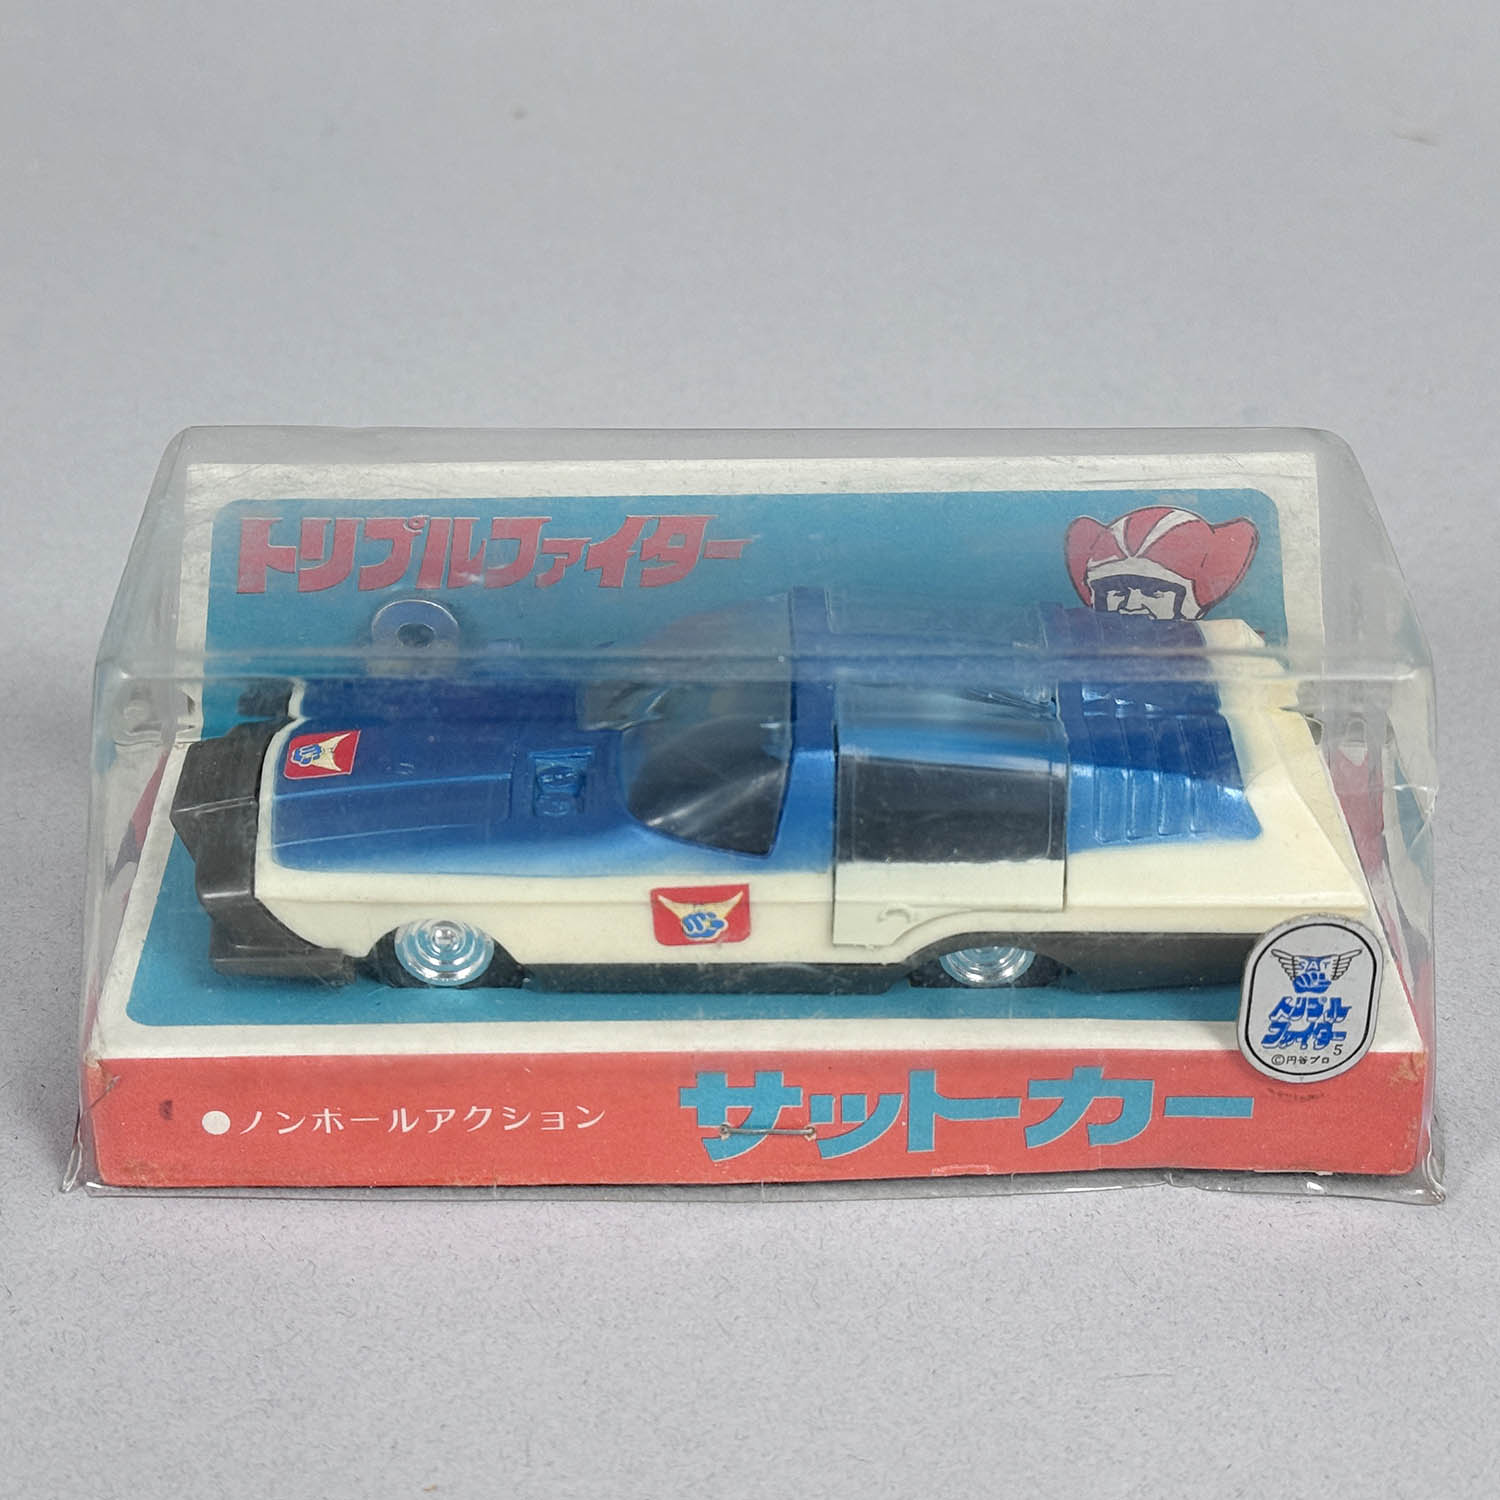 トリプルファイター
SAT
トリプル
ファイター
5
©円谷プロ
●ノンボールアクション
サットカー